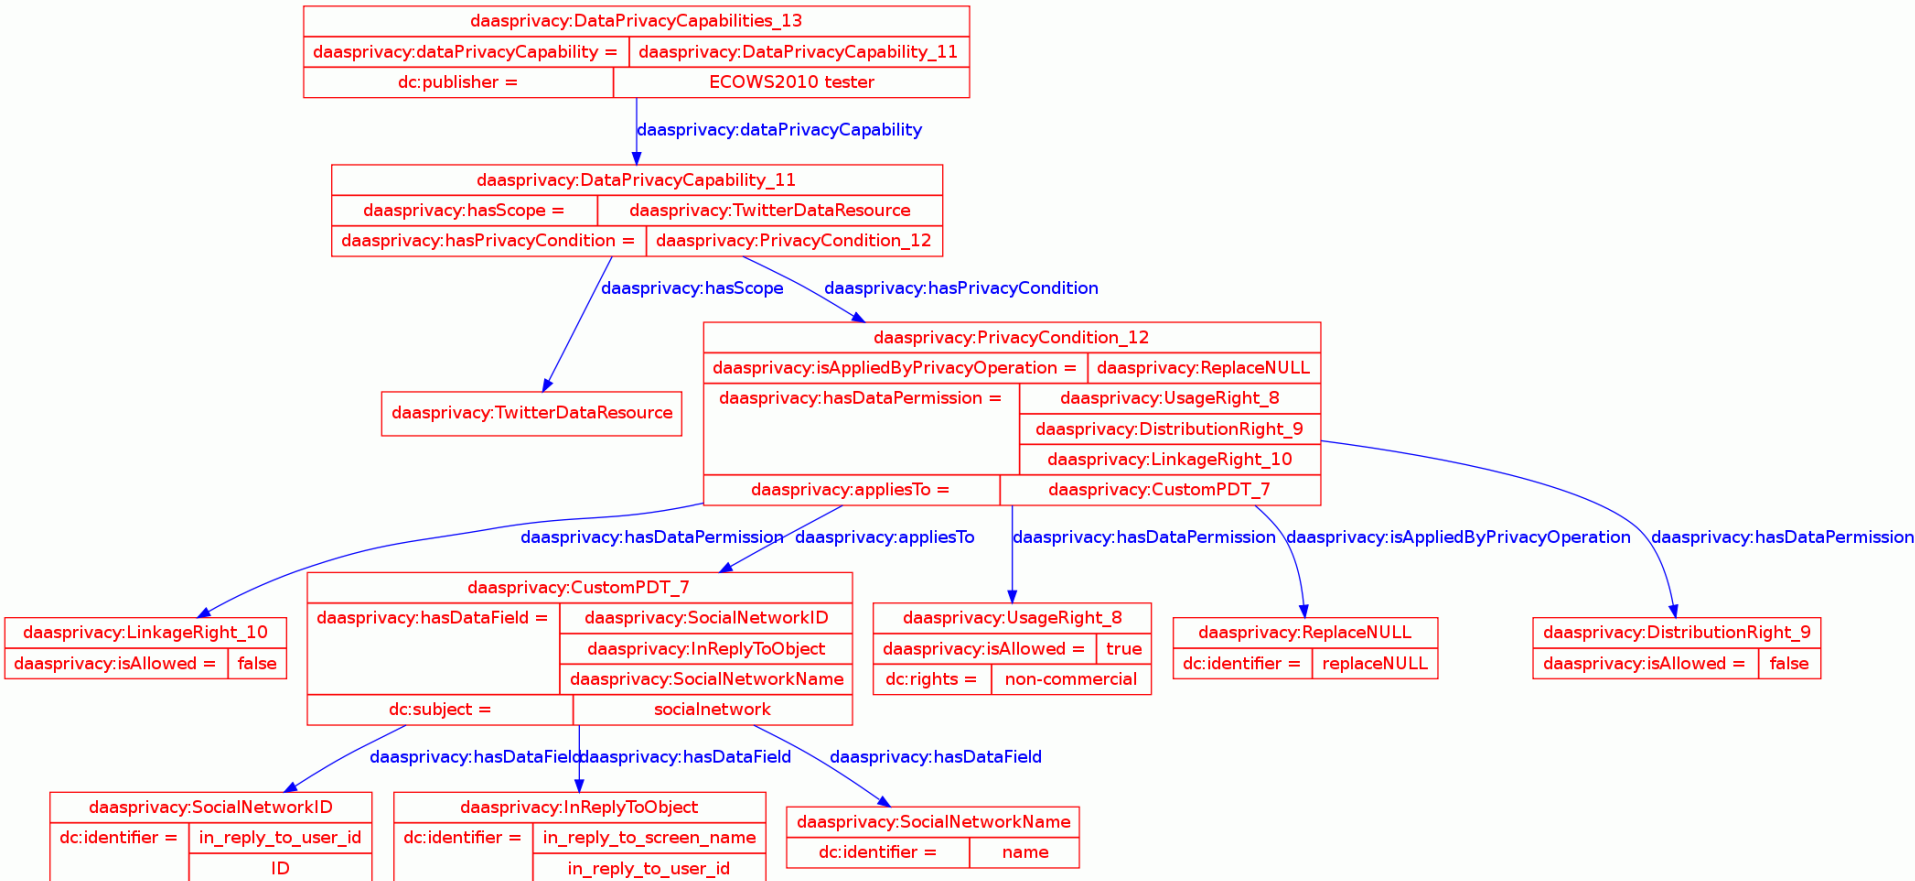 daasprivacy:DataPrivacyCapabilities_13
daasprivacy:dataPrivacyCapability = daasprivacy:DataPrivacyCapability_11
dc:publisher = ECOWS2010 tester
daasprivacy:dataPrivacyCapability
daasprivacy:DataPrivacyCapability_11
daasprivacy:hasScope = daasprivacy:TwitterDataResource
daasprivacy:hasPrivacyCondition = daasprivacy:PrivacyCondition_12
daasprivacy:hasScope daasprivacy:hasPrivacyCondition
daasprivacy:PrivacyCondition_12
daasprivacy:isAppliedByPrivacyOperation = daasprivacy:ReplaceNULL
daasprivacy:hasDataPermission = daasprivacy:UsageRight_8
daasprivacy:DistributionRight_9
daasprivacy:LinkageRight_10
daasprivacy:appliesTo = daasprivacy:CustomPDT_7
daasprivacy:TwitterDataResource
daasprivacy:hasDataPermission daasprivacy:appliesTo daasprivacy:hasDataPermission daasprivacy:isAppliedByPrivacyOperation daasprivacy:hasDataPermission
daasprivacy:LinkageRight_10
daasprivacy:isAllowed = false
daasprivacy:CustomPDT_7
daasprivacy:hasDataField = daasprivacy:SocialNetworkID
daasprivacy:InReplyToObject
daasprivacy:SocialNetworkName
dc:subject = socialnetwork
daasprivacy:UsageRight_8
daasprivacy:isAllowed = true
dc:rights = non-commercial
daasprivacy:ReplaceNULL
dc:identifier = replaceNULL
daasprivacy:DistributionRight_9
daasprivacy:isAllowed = false
daasprivacy:hasDataField daasprivacy:hasDataField daasprivacy:hasDataField
daasprivacy:SocialNetworkID
dc:identifier = in_reply_to_user_id
ID
daasprivacy:InReplyToObject
dc:identifier = in_reply_to_screen_name
in_reply_to_user_id
daasprivacy:SocialNetworkName
dc:identifier = name